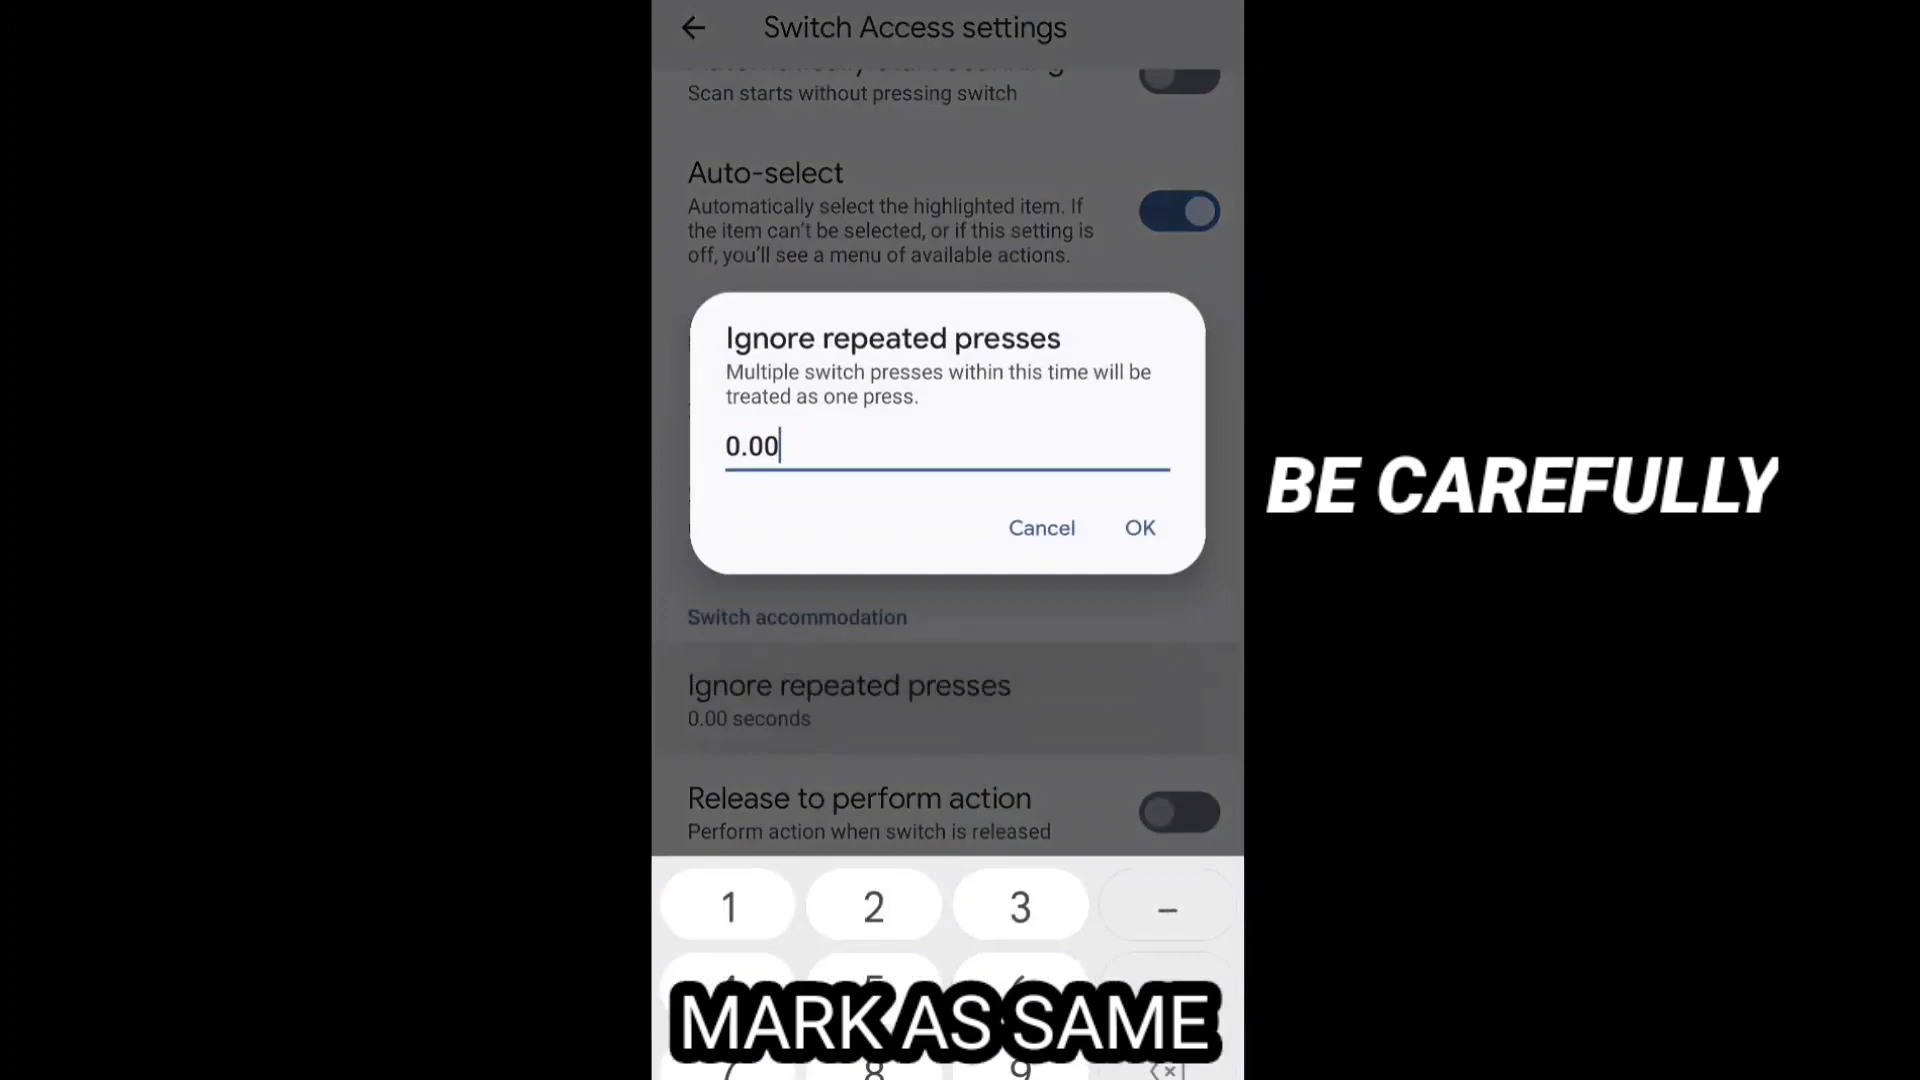 Switch Access settings
Scan starts without pressing switch
Auto-select
Automatically select the highlighted item. If
the item can't be selected, or if this setting is
off, you'll see a menu of available actions.
Ignore repeated presses
Multiple switch presses within this time will be
treated as one press.
0.00
Cancel OK
BE CAREFULLY
Switch accommodation
Ignore repeated presses
0.00 seconds
Release to perform action
Perform action when switch is released
1 2 3 –
MARK AS SAME
7 8 9